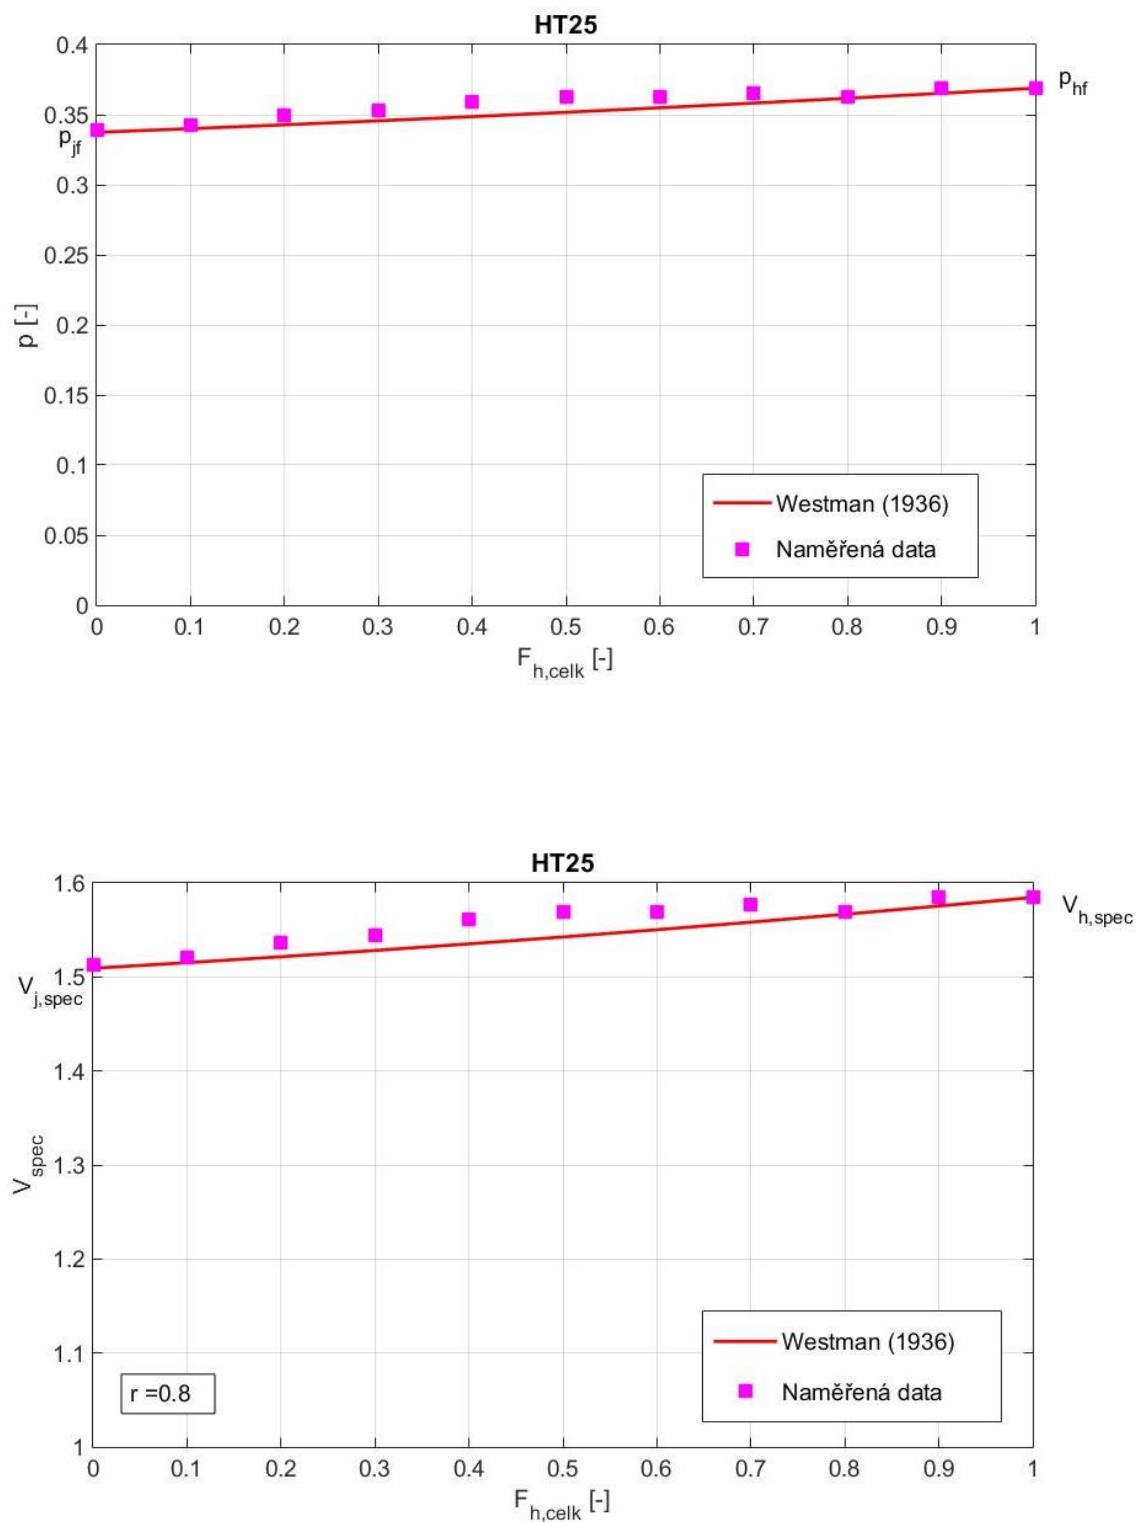 HT25
0.4
0.35
0.3
0.25
0.2
0.15
0.1
0.05
0
p [-]
p_jf
p_hf
Westman (1936)
Naměřená data
0 0.1 0.2 0.3 0.4 0.5 0.6 0.7 0.8 0.9 1
F_h,celk [-]
HT25
1.6
1.5
1.4
1.3
1.2
1.1
1
V_spec
V_j,spec
V_h,spec
r =0.8
Westman (1936)
Naměřená data
0 0.1 0.2 0.3 0.4 0.5 0.6 0.7 0.8 0.9 1
F_h,celk [-]